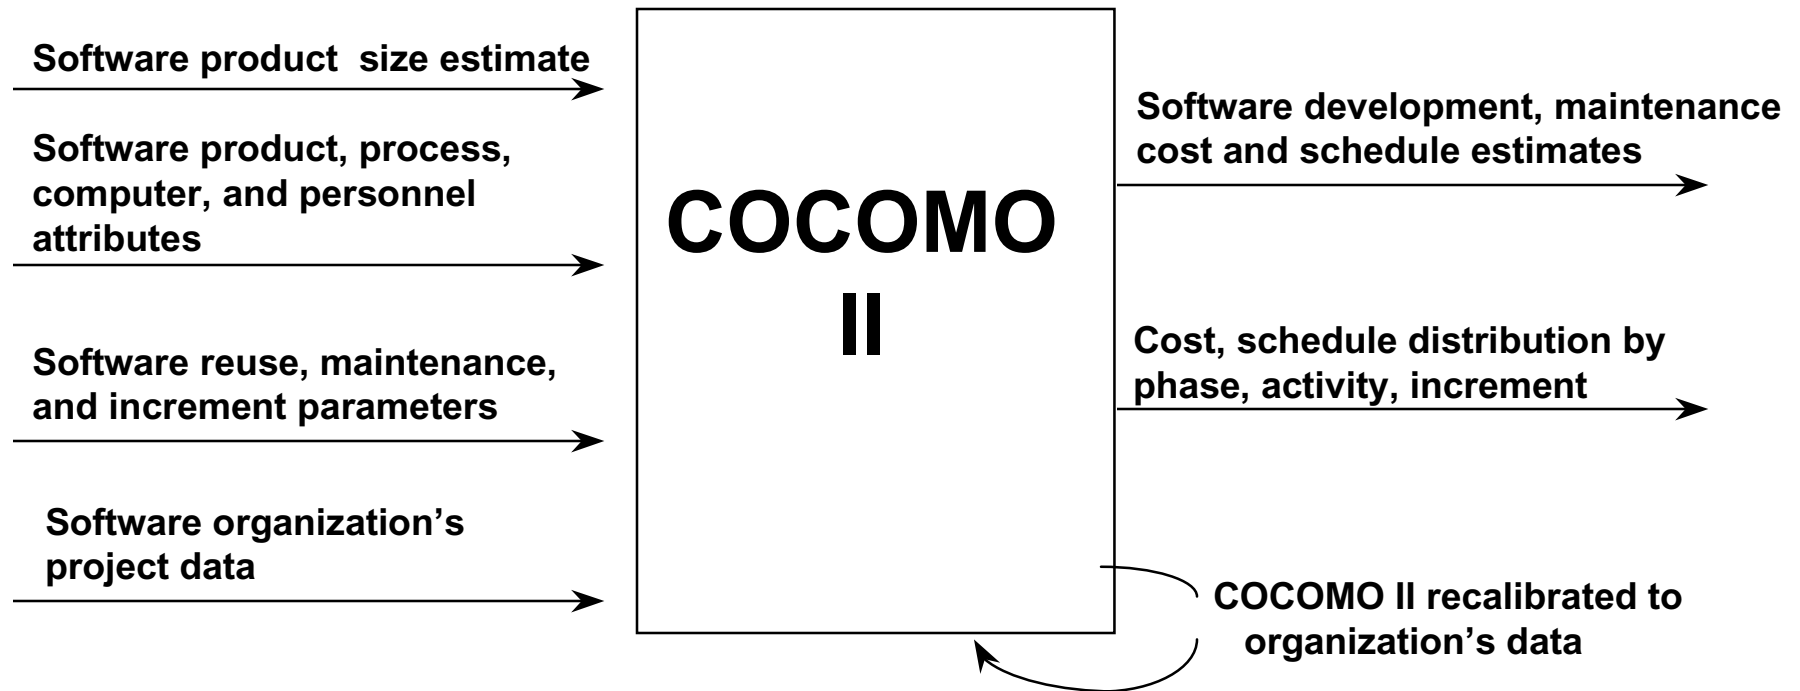 Software product  size estimate
Software product, process,
computer, and personnel
attributes
Software reuse, maintenance,
and increment parameters
Software organization’s
project data
COCOMO
II
Software development, maintenance
cost and schedule estimates
Cost, schedule distribution by
phase, activity, increment
COCOMO II recalibrated to
organization’s data